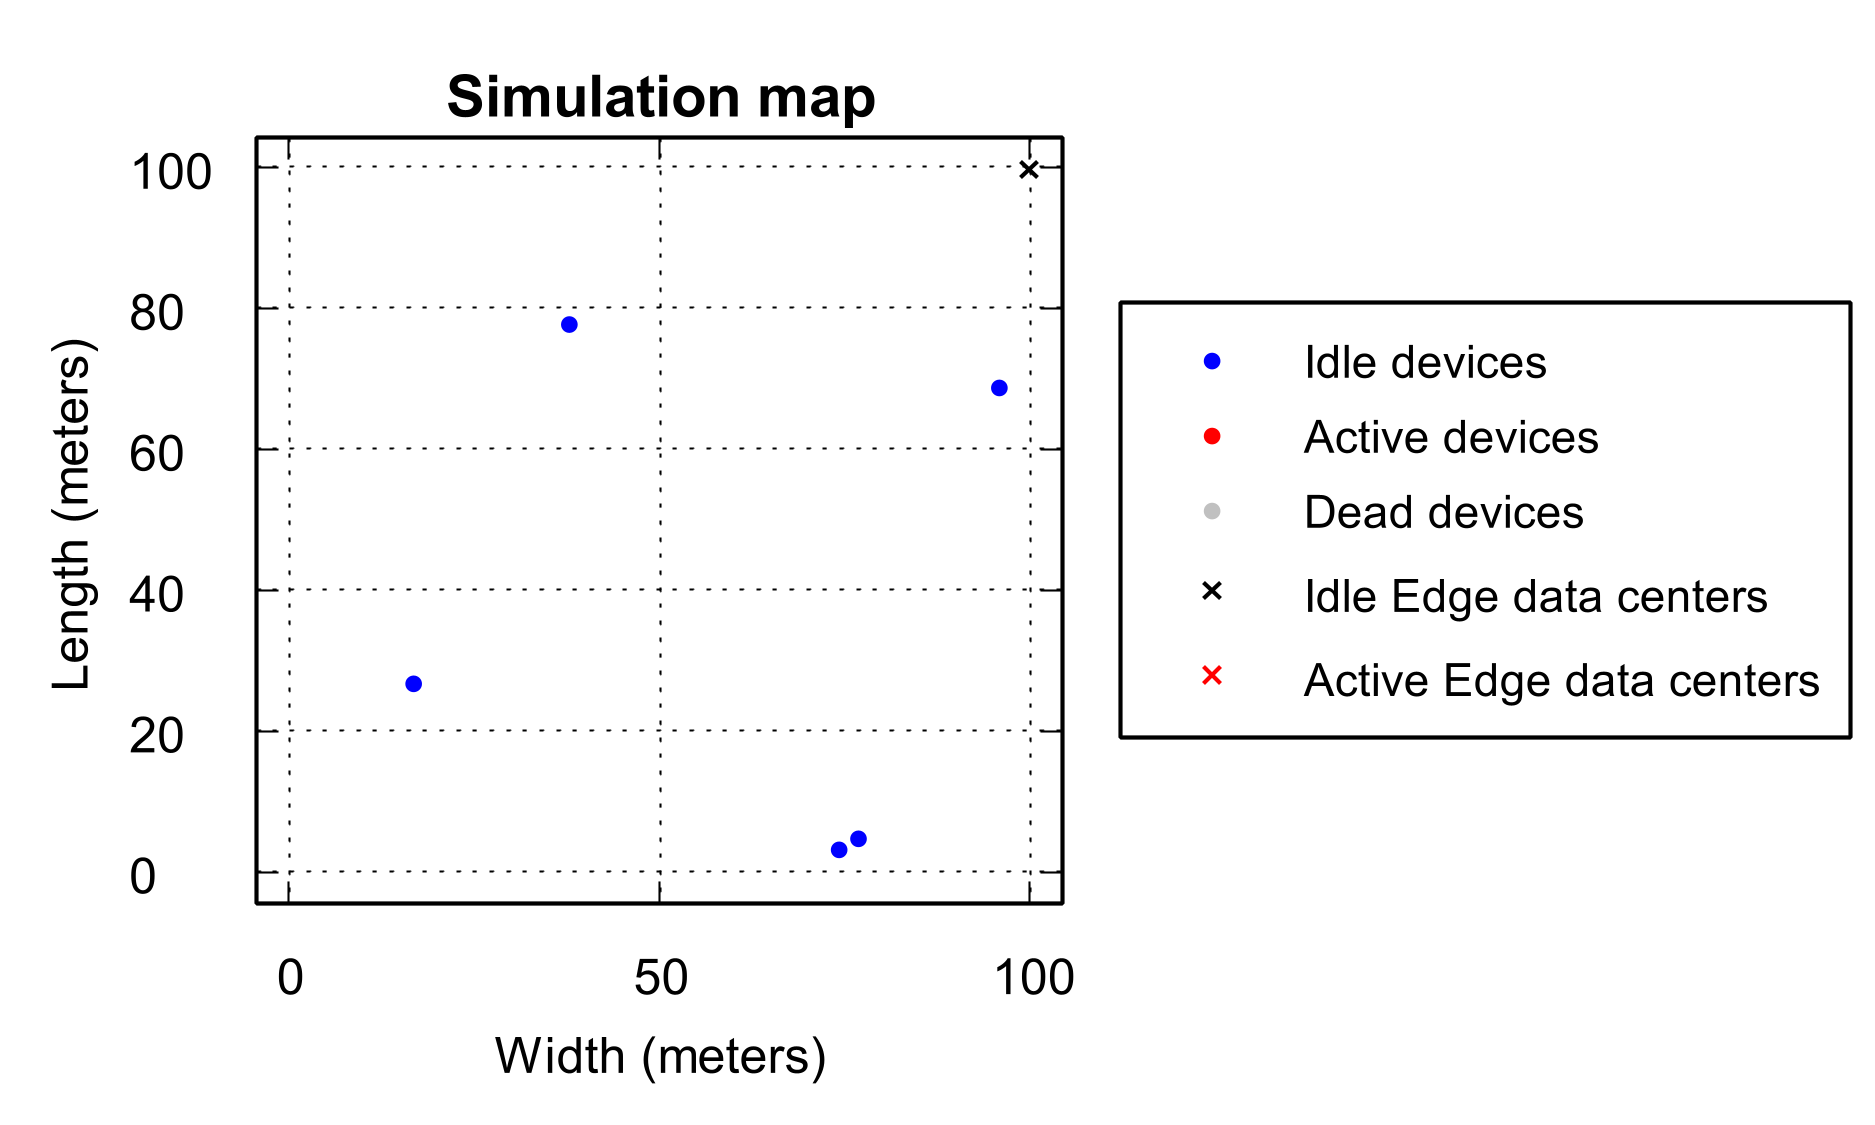 Simulation map
100
80
60
40
20
0
Length (meters)
0 50 100
Width (meters)
Idle devices
Active devices
Dead devices
Idle Edge data centers
Active Edge data centers